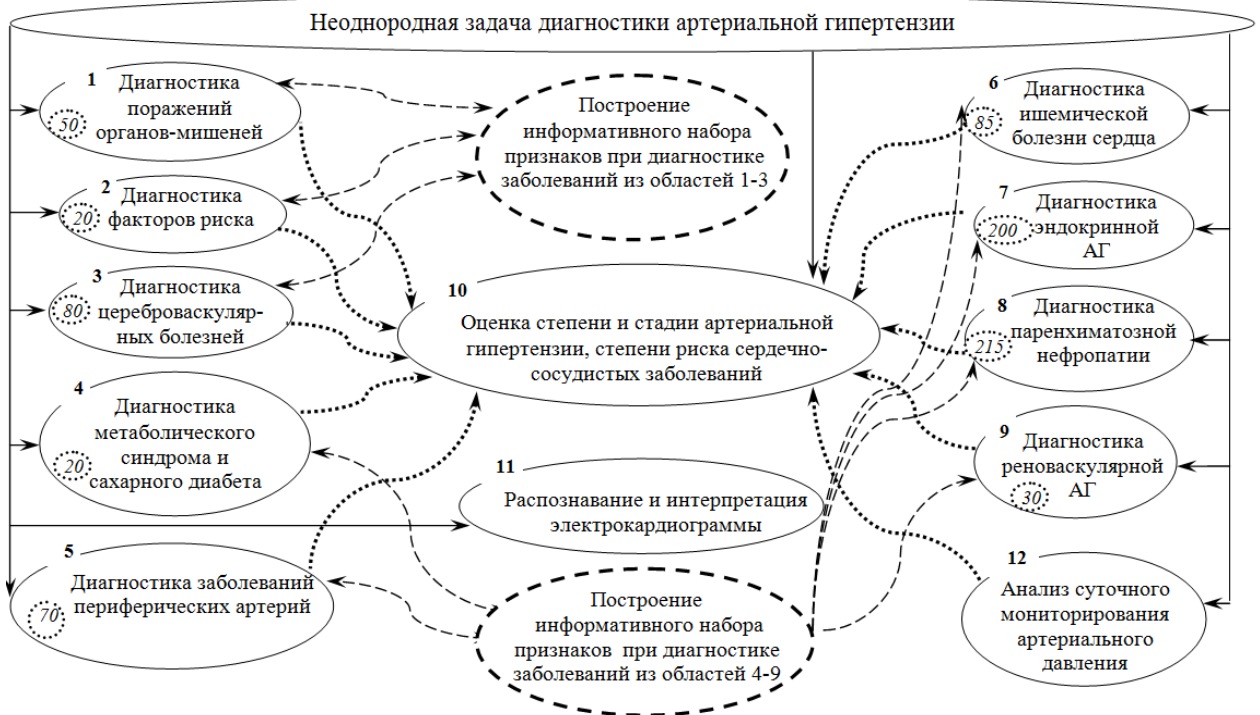 Неоднородная задача диагностики артериальной гипертензии
1 Диагностика
поражений
органов-мишеней
50
2 Диагностика
факторов риска
20
3 Диагностика
цереброваскуляр-
ных болезней
80
4
Диагностика
метаболического
синдрома и
сахарного диабета
20
5
Диагностика заболеваний
периферических артерий
70
Построение
информативного набора
признаков при диагностике
заболеваний из областей 1-3
10
Оценка степени и стадии артериальной
гипертензии, степени риска сердечно-
сосудистых заболеваний
11
Распознавание и интерпретация
электрокардиограммы
Построение
информативного набора
признаков при диагностике
заболеваний из областей 4-9
6 Диагностика
ишемической
болезни сердца
85
7 Диагностика
эндокринной
АГ
200
8 Диагностика
паренхиматозной
нефропатии
215
9 Диагностика
реноваскулярной
АГ
30
12
Анализ суточного
мониторирования
артериального
давления